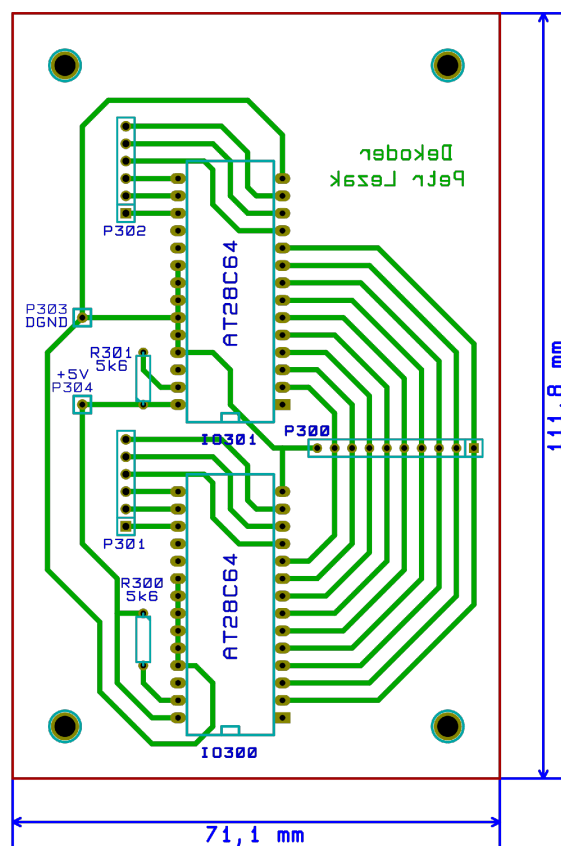 Dekoder
Petr Lezak
P302
AT28C64
P303
DGND
R301
5k6
+5V
P304
IO301
P300
111,8 mm
P301
AT28C64
R300
5k6
IO300
71,1 mm